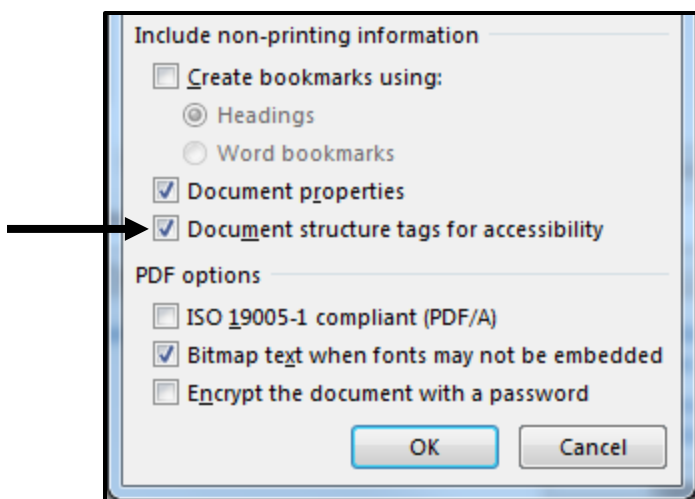 Include non-printing information
Create bookmarks using:
Headings
Word bookmarks
Document properties
Document structure tags for accessibility
PDF options
ISO 19005-1 compliant (PDF/A)
Bitmap text when fonts may not be embedded
Encrypt the document with a password
OK Cancel